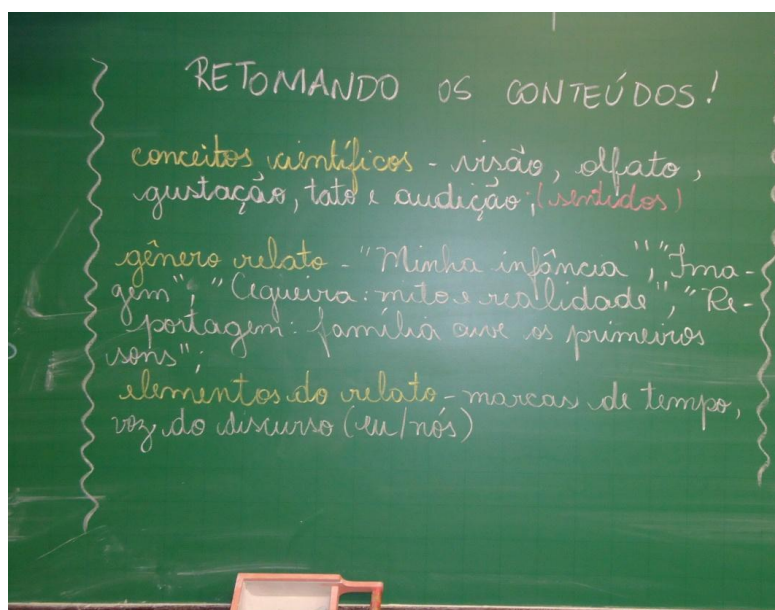 RETOMANDO OS CONTEÚDOS!
conceitos científicos - visão, olfato,
gustação, tato e audição; (sentidos)
gênero relato - "Minha infância", "Ima-
gem", "Cegueira: mito e realidade", "Re-
portagem: família ouve os primeiros
sons";
elementos do relato - marcas de tempo,
voz do discurso (eu/nós)